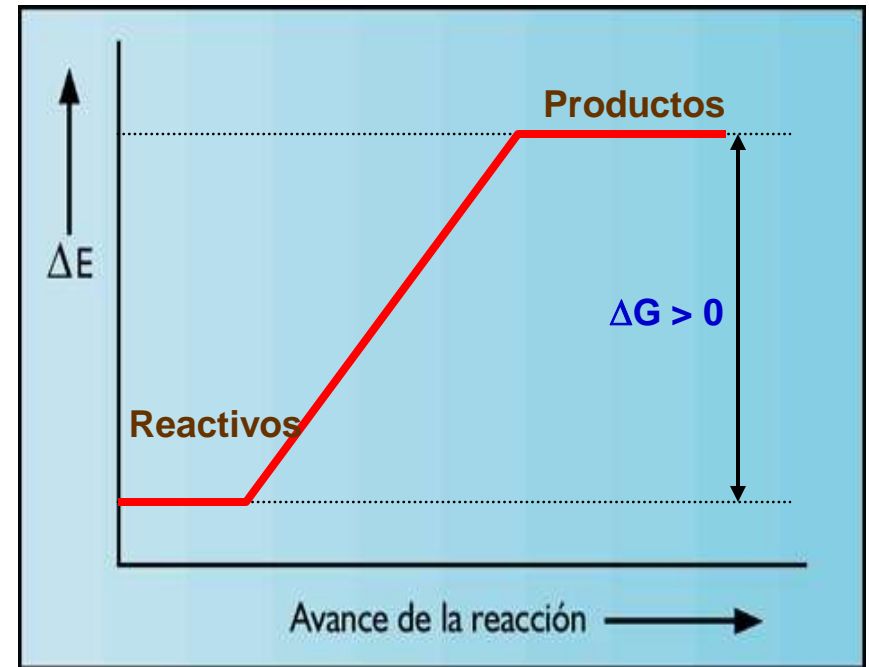 Productos
ΔE
ΔG > 0
Reactivos
Avance de la reacción